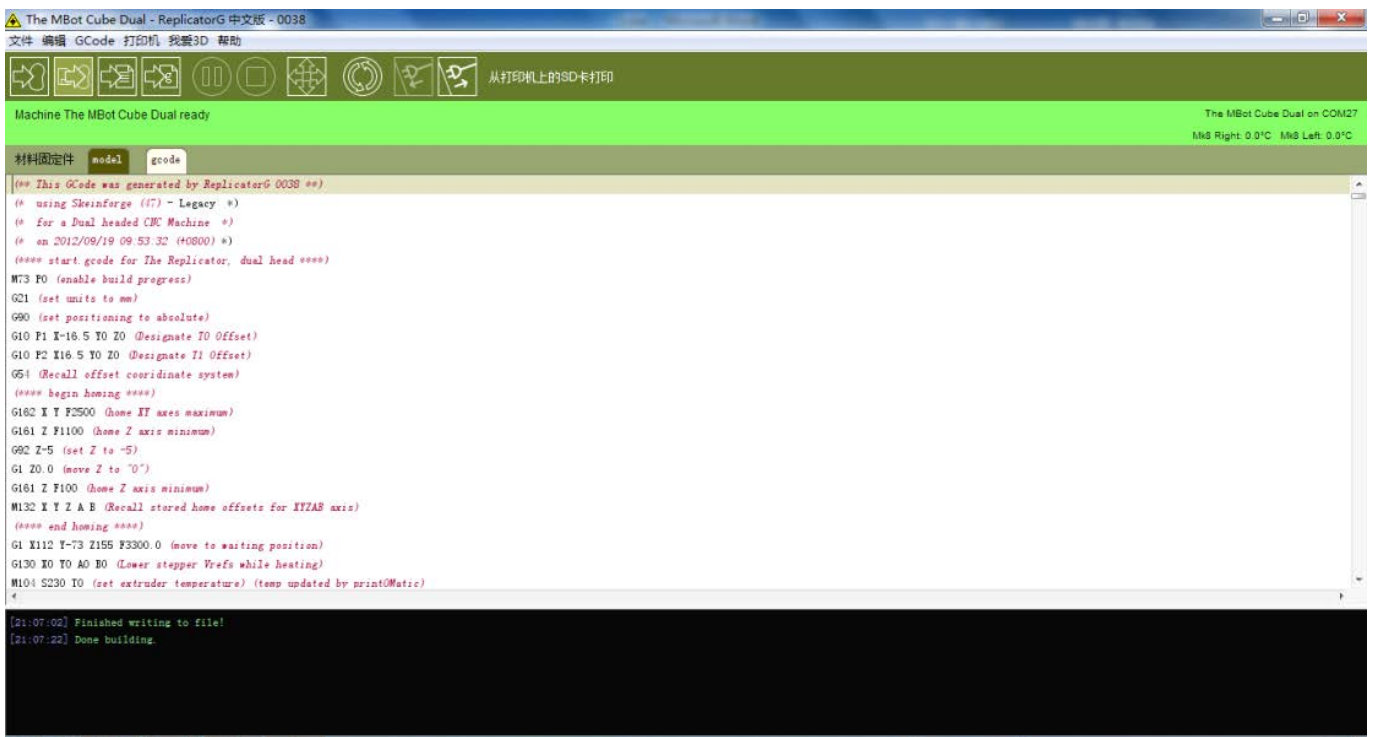 The MBot Cube Dual - ReplicatorG 中文版 - 0038
文件 编辑 GCode 打印机 我爱3D 帮助
从打印机上的SD卡打印
Machine The MBot Cube Dual ready
The MBot Cube Dual on COM27
Mk8 Right: 0.0°C Mk8 Left: 0.0°C
材料固定件 model gcode
(** This GCode was generated by ReplicatorG 0038 **)
(* using Skeinforge (47) - Legacy *)
(* for a Dual headed CNC Machine *)
(* on 2012/09/19 09:53:32 (+0800) *)
(**** start.gcode for The Replicator, dual head ****)
M73 P0 (enable build progress)
G21 (set units to mm)
G90 (set positioning to absolute)
G10 P1 X-16.5 Y0 Z0 (Designate T0 Offset)
G10 P2 X16.5 Y0 Z0 (Designate T1 Offset)
G54 (Recall offset cooridinate system)
(**** begin homing ****)
G162 X Y F2500 (home XY axes maximum)
G161 Z F1100 (home Z axis minimum)
G92 Z-5 (set Z to -5)
G1 Z0.0 (move Z to "0")
G161 Z F100 (home Z axis minimum)
M132 X Y Z A B (Recall stored home offsets for XYZAB axis)
(**** end homing ****)
G1 X112 Y-73 Z155 F3300.0 (move to waiting position)
G130 X0 Y0 A0 B0 (Lower stepper Vrefs while heating)
M104 S230 T0 (set extruder temperature) (temp updated by printOMatic)
[21:07:02] Finished writing to file!
[21:07:22] Done building.